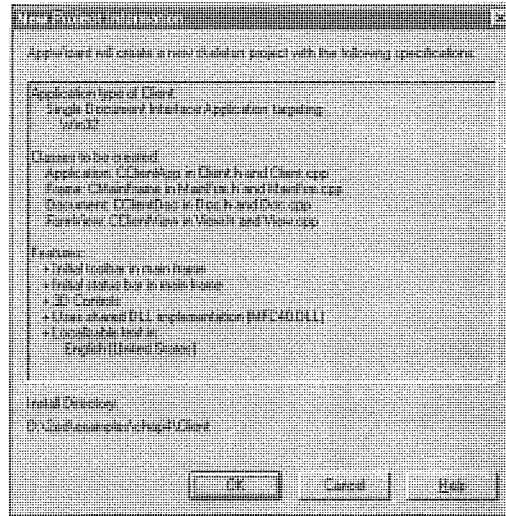 New Project Information
AppWizard will create a new skeleton project with the following specifications:
Application type of Client:
Single Document Interface Application targeting:
Win32
Classes to be created:
Application: CClientApp in Client.h and Client.cpp
Frame: CMainFrame in MainFrm.h and MainFrm.cpp
Document: CClientDoc in Doc.h and Doc.cpp
FormView: CClientView in View.h and View.cpp
Features:
+ Initial toolbar in main frame
+ Initial status bar in main frame
+ 3D Controls
+ Uses shared DLL implementation (MFC40.DLL)
+ Localizable text in:
English [United States]
Install Directory:
examples\chap4\Client
OK
Cancel
Help